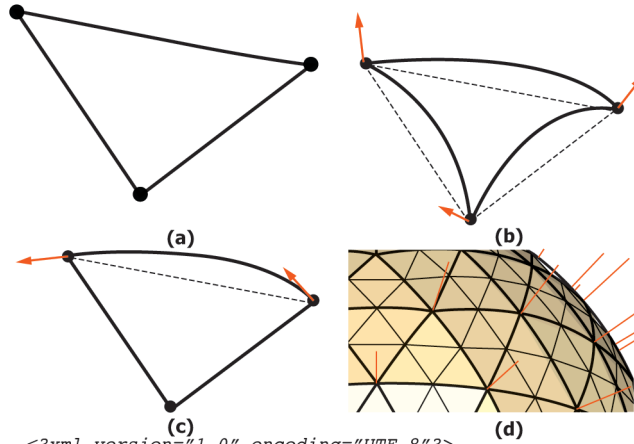 (a)
(b)
(c)
(d)
<?xml version="1.0" encoding="UTF-8"?>